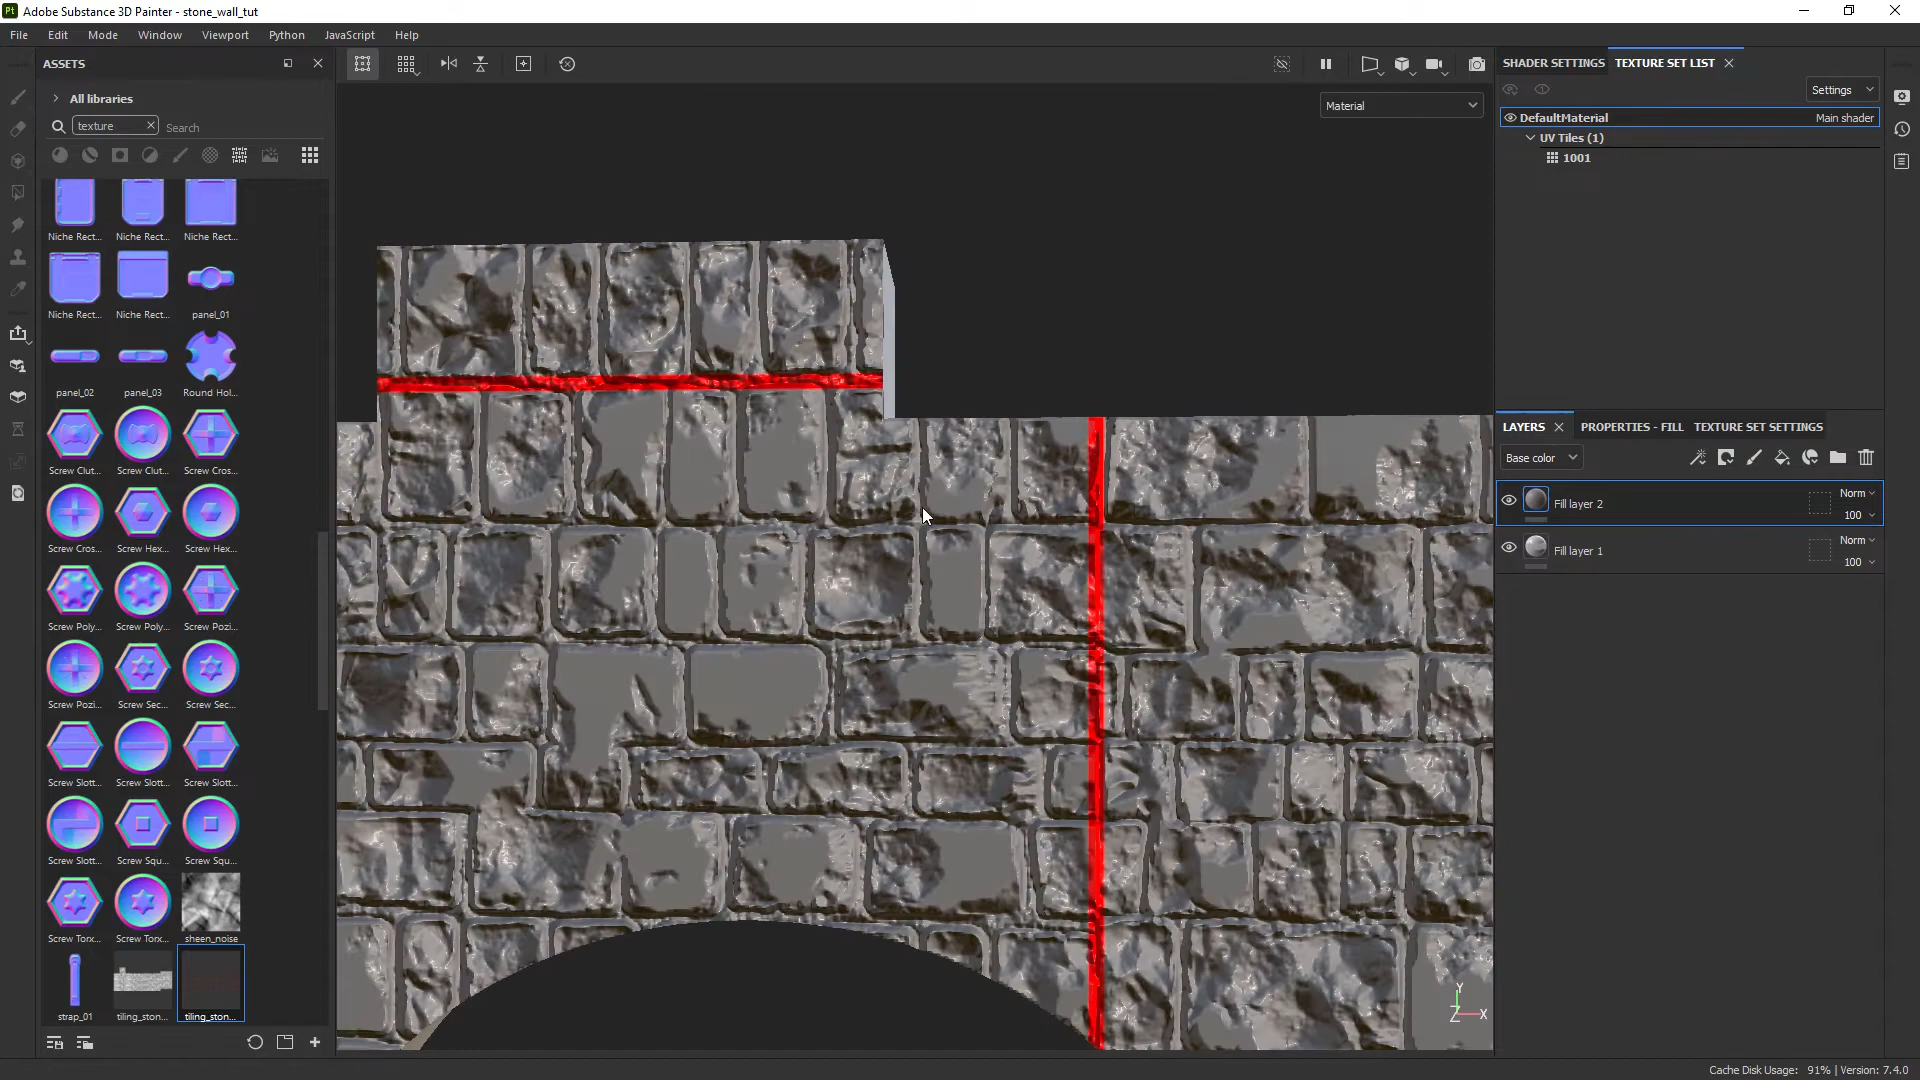 Pt Adobe Substance 3D Painter - stone_wall_tut
File Edit Mode Window Viewport Python JavaScript Help
ASSETS
All libraries
texture Search
Niche Rect... Niche Rect... Niche Rect...
Niche Rect... Niche Rect... panel_01
panel_02 panel_03 Round Hol...
Screw Clut... Screw Clut... Screw Cros...
Screw Cros... Screw Hex... Screw Hex...
Screw Poly... Screw Poly... Screw Pozi...
Screw Pozi... Screw Sec... Screw Sec...
Screw Slott... Screw Slott... Screw Slott...
Screw Slott... Screw Squ... Screw Squ...
Screw Torx... Screw Torx... sheen_noise
strap_01 tiling_ston... tiling_ston...
Material
Y
Z X
SHADER SETTINGS TEXTURE SET LIST
Settings
DefaultMaterial Main shader
UV Tiles (1)
1001
LAYERS PROPERTIES - FILL TEXTURE SET SETTINGS
Base color
Fill layer 2 Norm
100
Fill layer 1 Norm
100
Cache Disk Usage: 91% | Version: 7.4.0